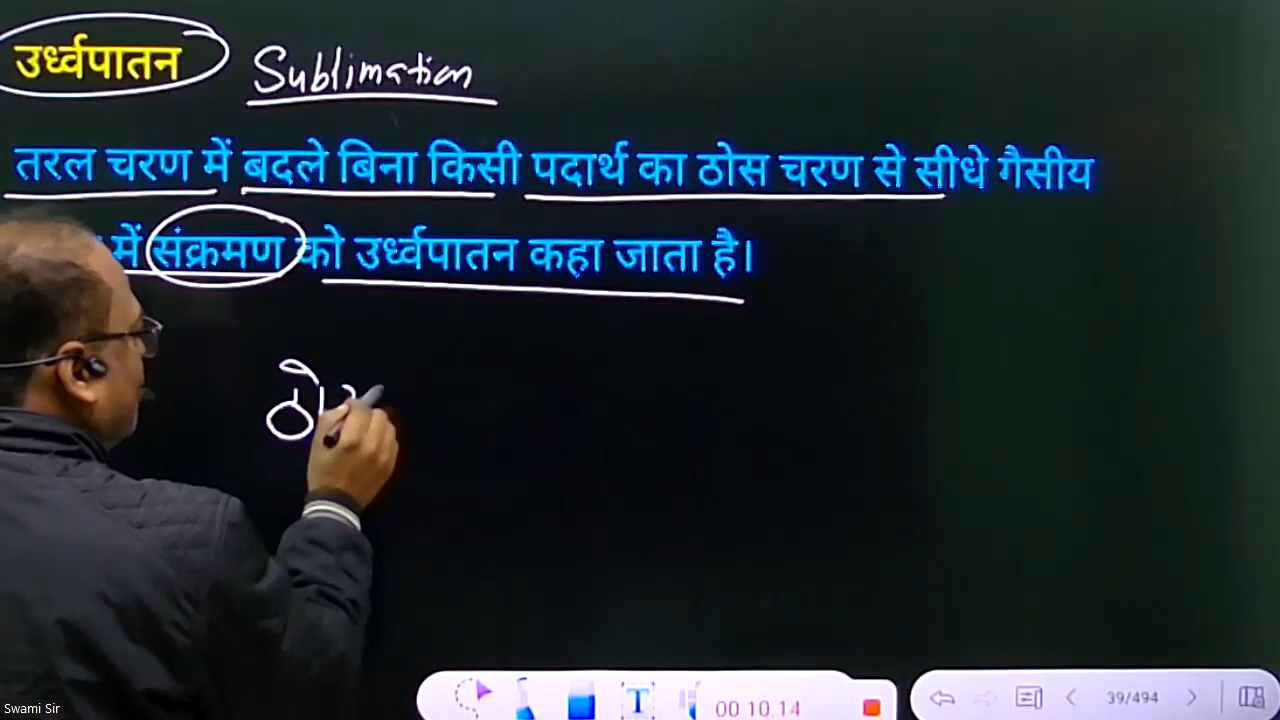 उर्ध्वपातन Sublimation
तरल चरण में बदले बिना किसी पदार्थ का ठोस चरण से सीधे गैसीय
में संक्रमण को उर्ध्वपातन कहा जाता है।
T
00 10.14
39/494
Swami Sir